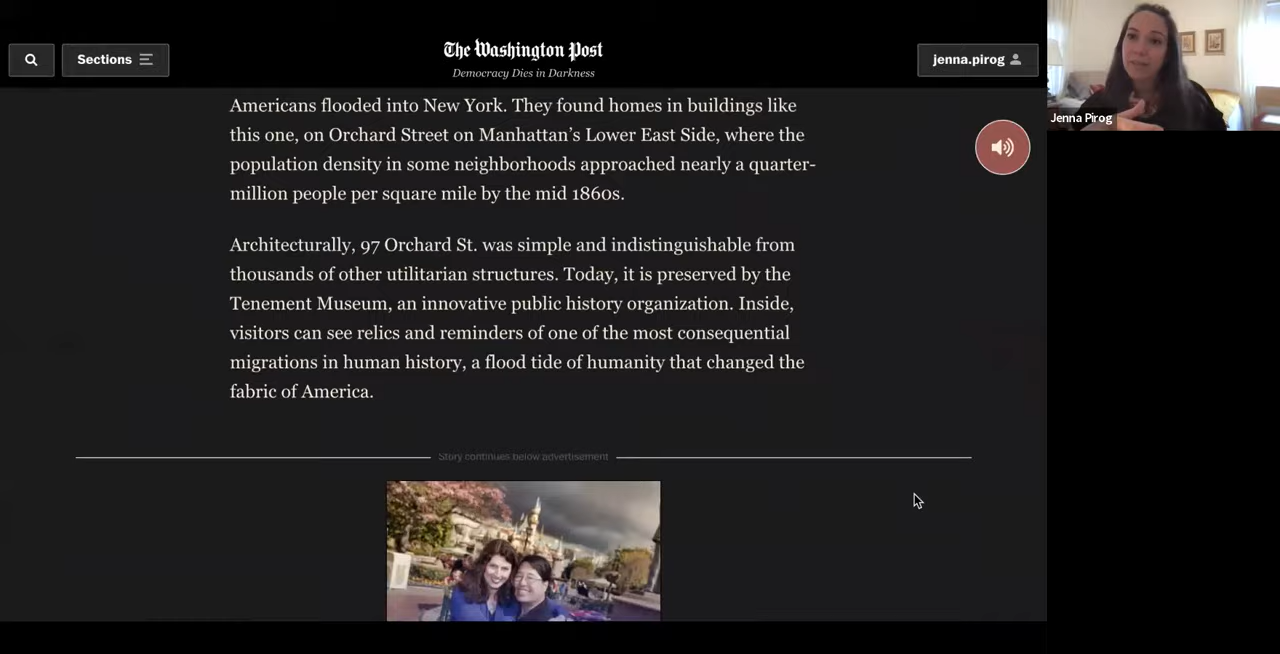 Sections
The Washington Post
Democracy Dies in Darkness
jenna.pirog
Jenna Pirog
Americans flooded into New York. They found homes in buildings like
this one, on Orchard Street on Manhattan’s Lower East Side, where the
population density in some neighborhoods approached nearly a quarter-
million people per square mile by the mid 1860s.
Architecturally, 97 Orchard St. was simple and indistinguishable from
thousands of other utilitarian structures. Today, it is preserved by the
Tenement Museum, an innovative public history organization. Inside,
visitors can see relics and reminders of one of the most consequential
migrations in human history, a flood tide of humanity that changed the
fabric of America.
Story continues below advertisement